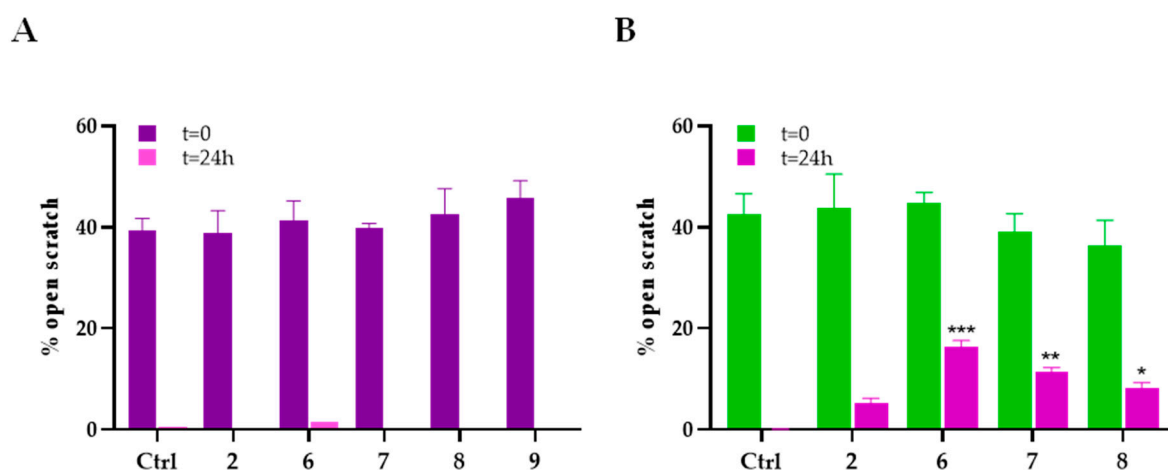 A
t=0
t=24h
% open scratch
60
40
20
0
Ctrl 2 6 7 8 9
B
t=0
t=24h
% open scratch
60
40
20
0
***
**
*
Ctrl 2 6 7 8